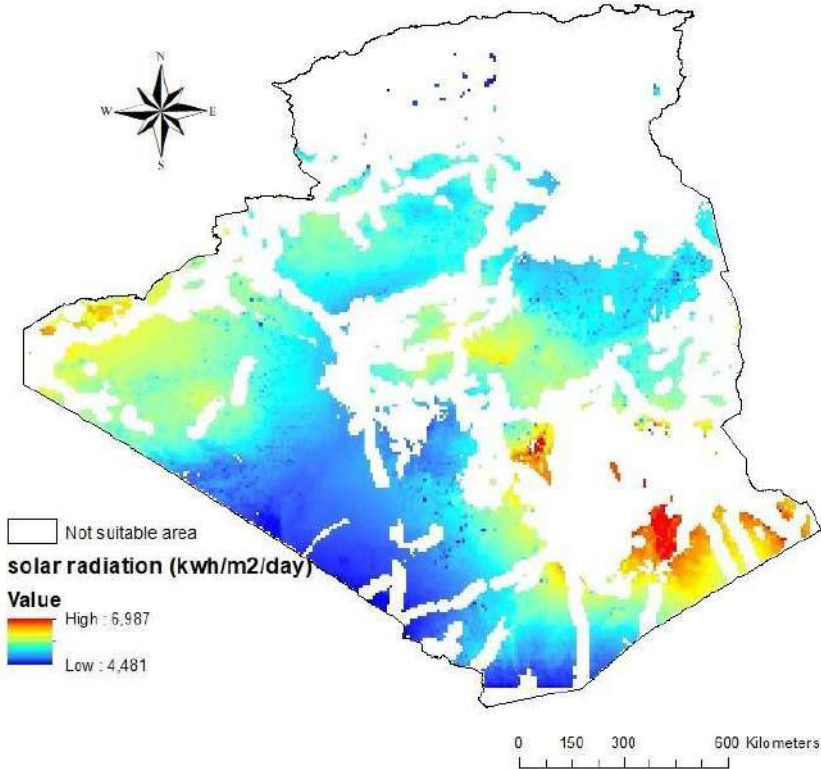 N
W E
S
Not suitable area
solar radiation (kwh/m2/day)
Value
High : 6,987
Low : 4,481
0 150 300 600 Kilometers